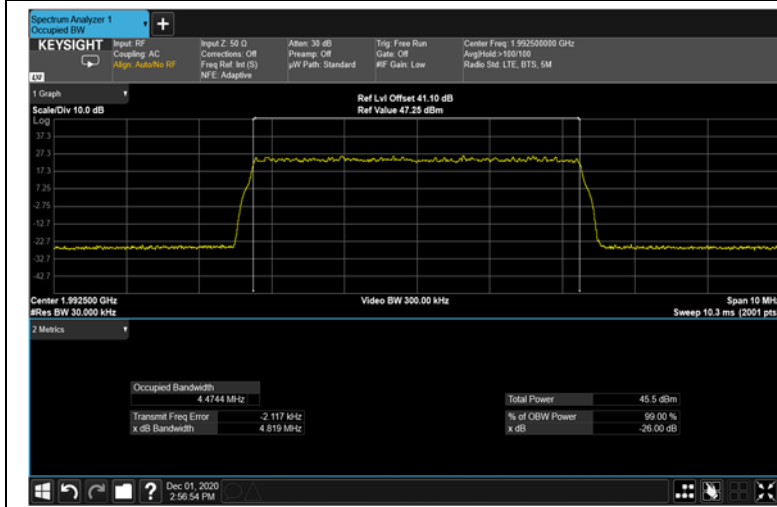 Spectrum Analyzer 1
Occupied BW
KEYSIGHT
LXI
Input: RF
Coupling: AC
Align: Auto/No RF
Input Z: 50 Ω
Corrections: Off
Freq Ref: Int (S)
NFE: Adaptive
Atten: 30 dB
Preamp: Off
µW Path: Standard
Trig: Free Run
Gate: Off
#IF Gain: Low
Center Freq: 1.992500000 GHz
Avg|Hold:>100/100
Radio Std: LTE, BTS, 5M
1 Graph
Scale/Div 10.0 dB
Ref Lvl Offset 41.10 dB
Ref Value 47.25 dBm
Log
37.3
27.3
17.3
7.25
-2.75
-12.7
-22.7
-32.7
-42.7
Center 1.992500 GHz
#Res BW 30.000 kHz
Video BW 300.00 kHz
Span 10 MHz
Sweep 10.3 ms (2001 pts
2 Metrics
Occupied Bandwidth
4.4744 MHz
Transmit Freq Error -2.117 kHz
x dB Bandwidth 4.819 MHz
Total Power 45.5 dBm
% of OBW Power 99.00 %
x dB -26.00 dB
?
Dec 01, 2020
2:56:54 PM